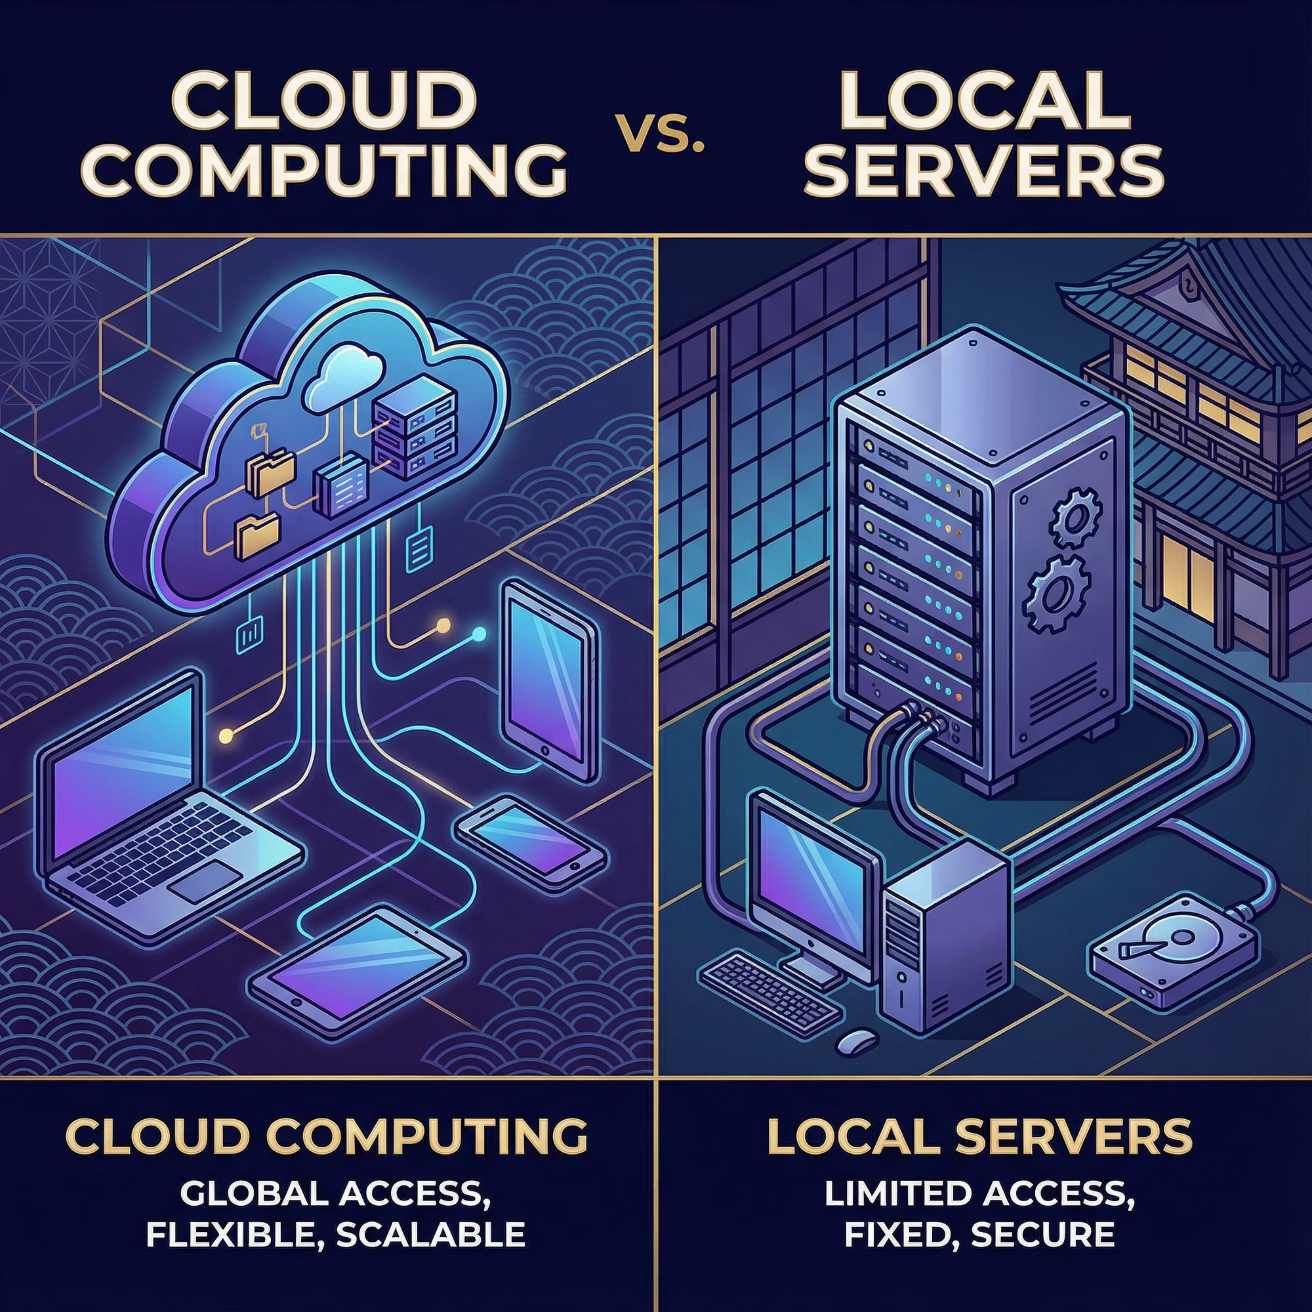 CLOUD
COMPUTING
VS.
LOCAL
SERVERS
CLOUD COMPUTING
GLOBAL ACCESS,
FLEXIBLE, SCALABLE
LOCAL SERVERS
LIMITED ACCESS,
FIXED, SECURE